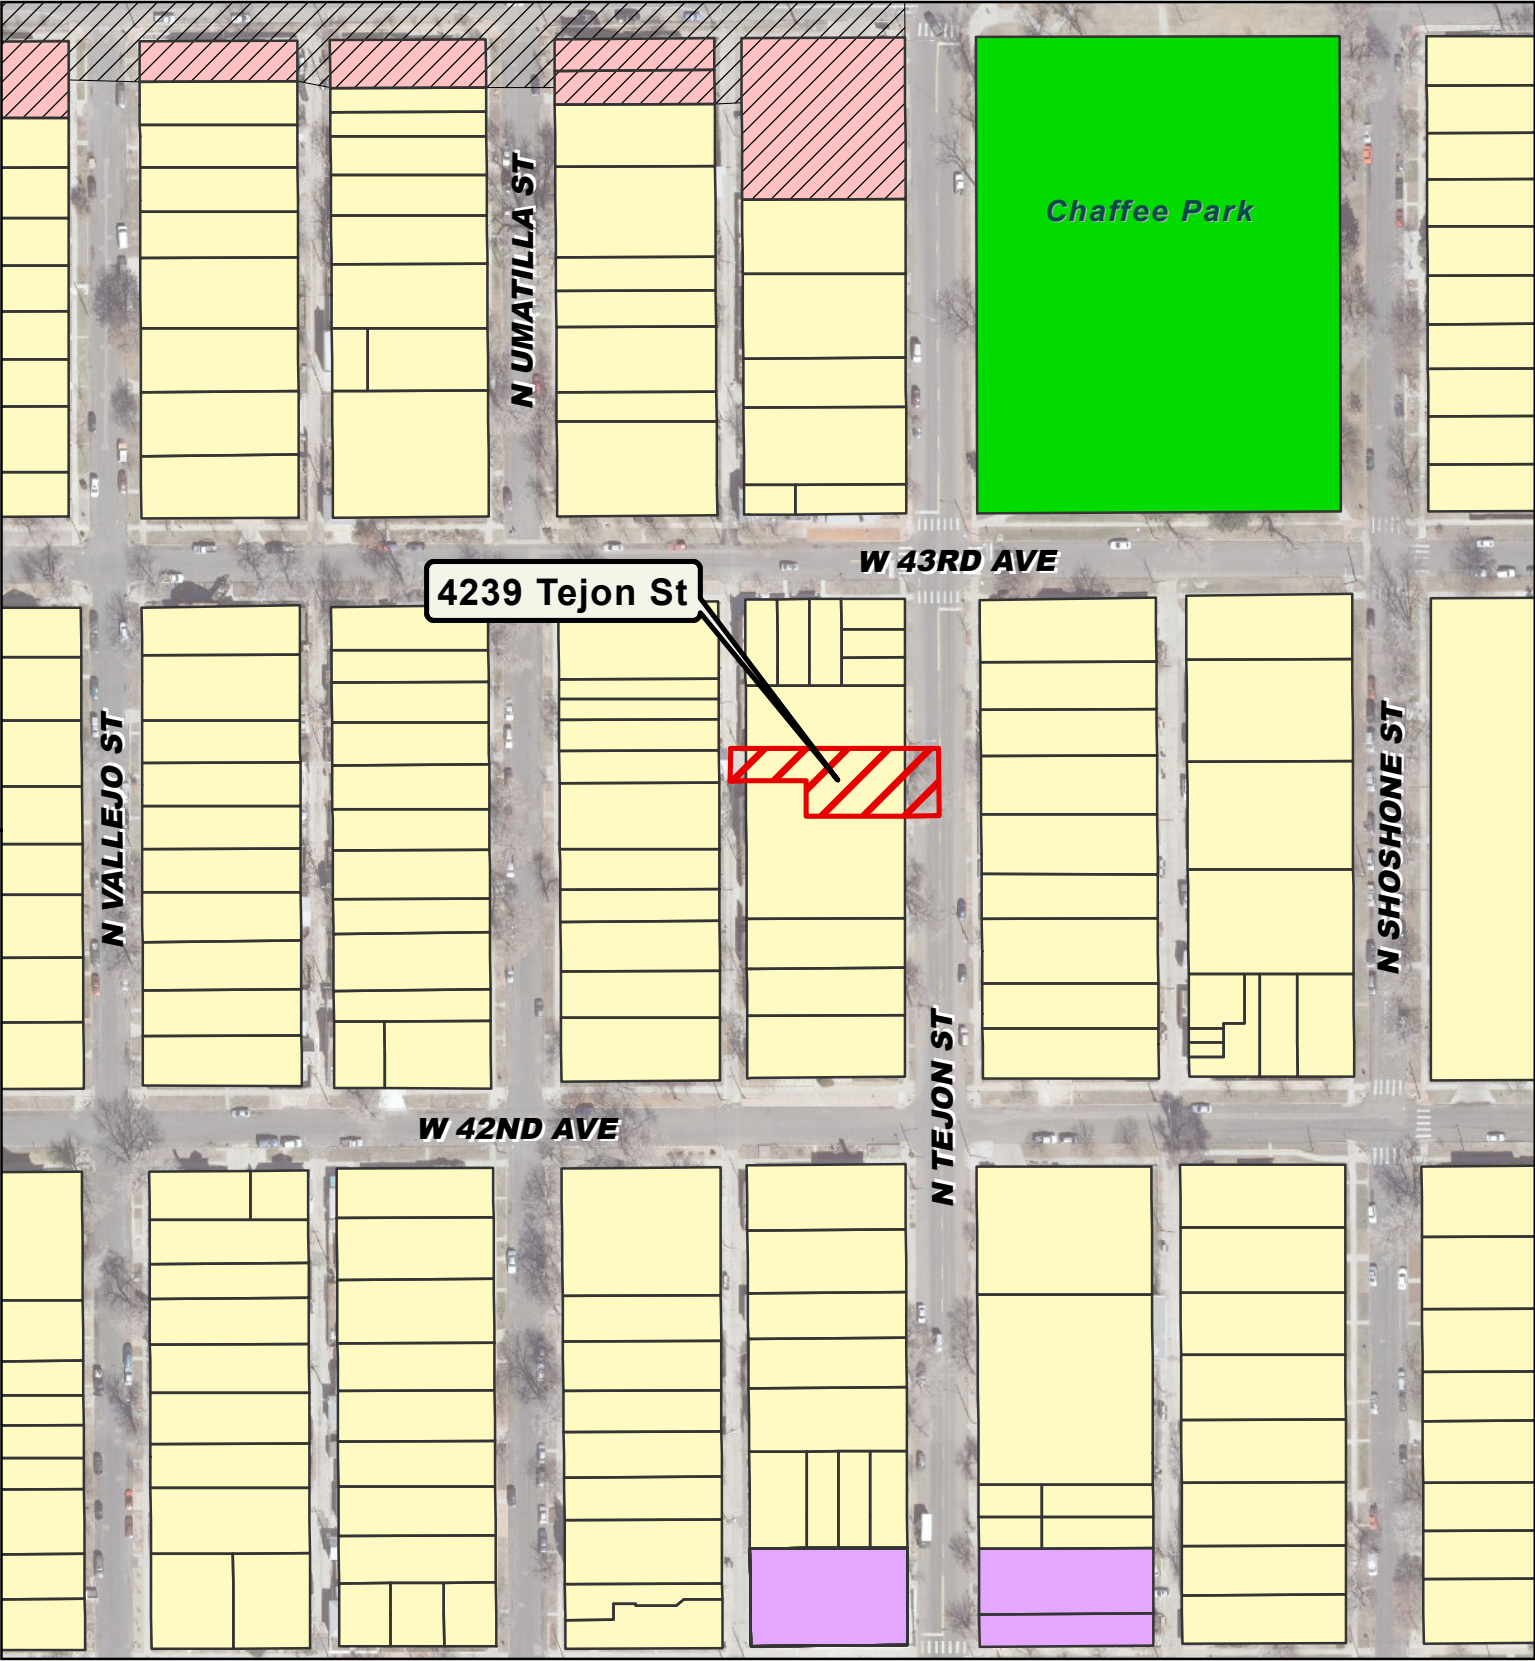 Chaffee Park
N UMATILLA ST
W 43RD AVE
4239 Tejon St
N VALLEJO ST
N SHOSHONE ST
N TEJON ST
W 42ND AVE